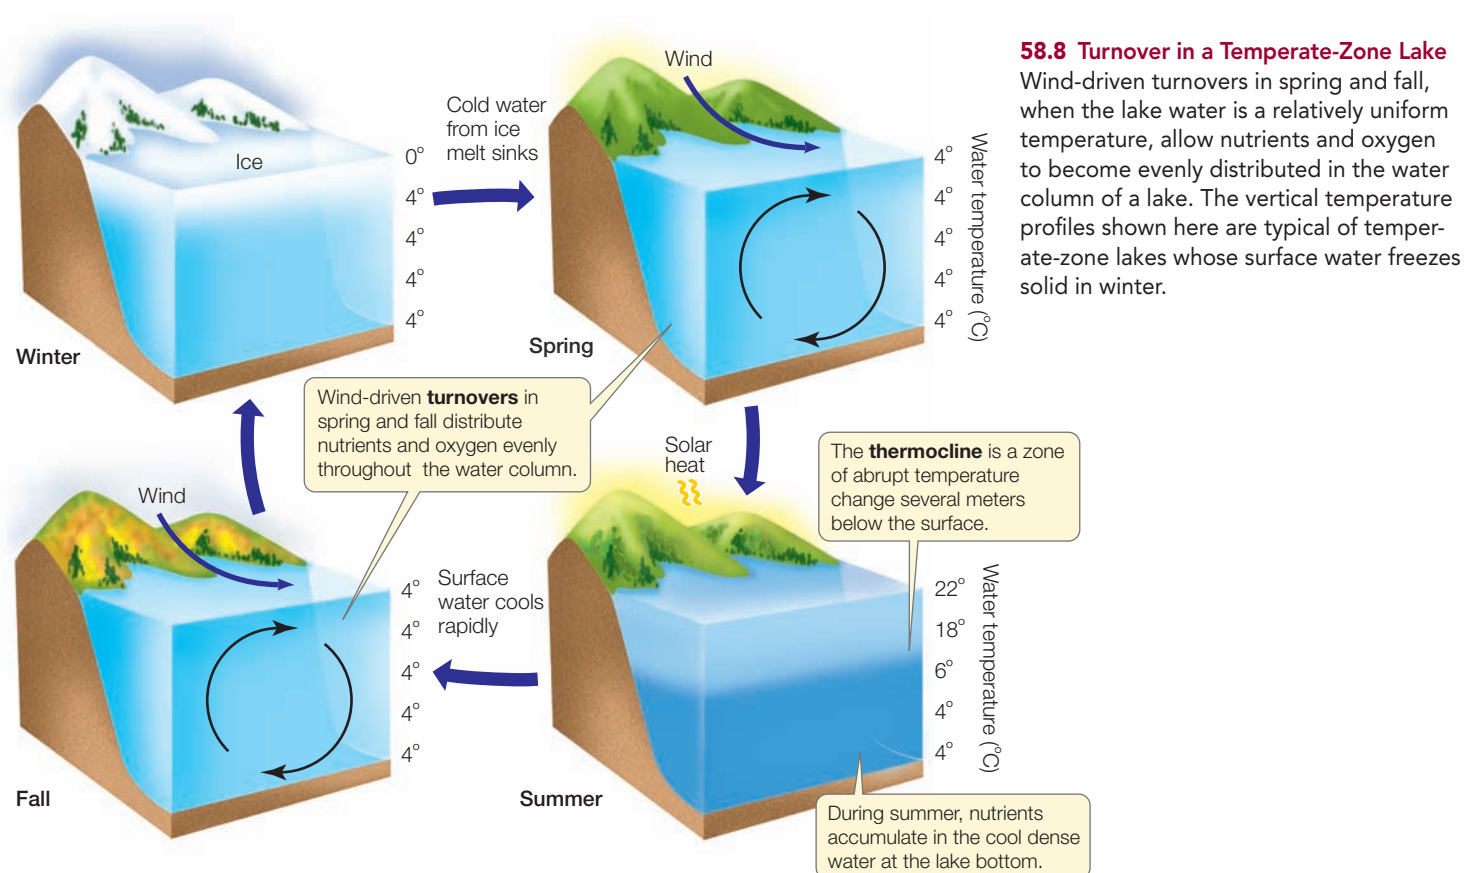 58.8 Turnover in a Temperate-Zone Lake
Wind-driven turnovers in spring and fall,
when the lake water is a relatively uniform
temperature, allow nutrients and oxygen
to become evenly distributed in the water
column of a lake. The vertical temperature
profiles shown here are typical of temper-
ate-zone lakes whose surface water freezes
solid in winter.
Ice
0°
4°
4°
4°
4°
Winter
Cold water
from ice
melt sinks
Wind
4°
4°
4°
4°
4°
Water temperature (°C)
Spring
Wind-driven turnovers in
spring and fall distribute
nutrients and oxygen evenly
throughout the water column.
Solar
heat
The thermocline is a zone
of abrupt temperature
change several meters
below the surface.
22°
18°
6°
4°
4°
Water temperature (°C)
Summer
During summer, nutrients
accumulate in the cool dense
water at the lake bottom.
Surface
water cools
rapidly
Wind
4°
4°
4°
4°
4°
Fall